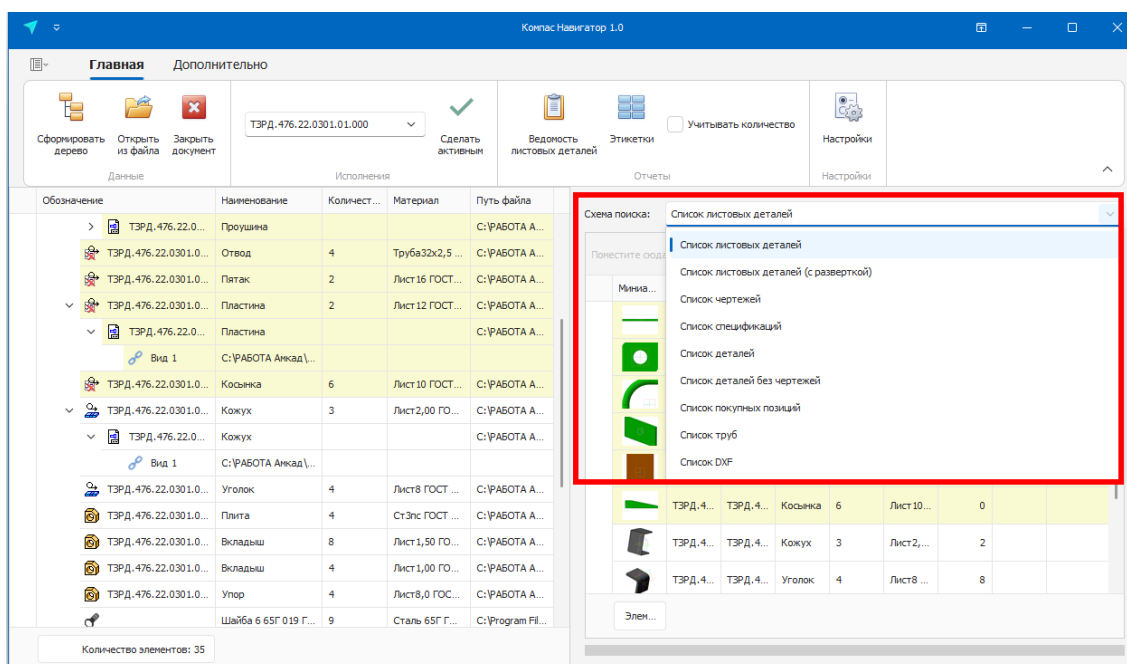 Компас Навигатор 1.0
Главная Дополнительно
Сформировать дерево
Открыть из файла
Закрыть документ
ТЗРД.476.22.0301.01.000
Сделать активным
Ведомость листовых деталей
Этикетки
Учитывать количество
Настройки
Данные Исполнения Отчеты Настройки
Обозначение Наименование Количест... Материал Путь файла
ТЗРД.476.22.0... Проушина C:\РАБОТА А...
ТЗРД.476.22.0301.0... Отвод 4 Труба32х2,5 ... C:\РАБОТА А...
ТЗРД.476.22.0301.0... Пятак 2 Лист16 ГОСТ... C:\РАБОТА А...
ТЗРД.476.22.0301.0... Пластина 2 Лист12 ГОСТ... C:\РАБОТА А...
ТЗРД.476.22.0... Пластина C:\РАБОТА А...
Вид 1 C:\РАБОТА Амкад\...
ТЗРД.476.22.0301.0... Косынка 6 Лист10 ГОСТ... C:\РАБОТА А...
ТЗРД.476.22.0301.0... Кожух 3 Лист2,00 ГО... C:\РАБОТА А...
ТЗРД.476.22.0... Кожух C:\РАБОТА А...
Вид 1 C:\РАБОТА Амкад\...
ТЗРД.476.22.0301.0... Уголок 4 Лист8 ГОСТ ... C:\РАБОТА А...
ТЗРД.476.22.0301.0... Плита 4 Ст3пс ГОСТ ... C:\РАБОТА А...
ТЗРД.476.22.0301.0... Вкладыш 8 Лист1,50 ГО... C:\РАБОТА А...
ТЗРД.476.22.0301.0... Вкладыш 4 Лист1,00 ГО... C:\РАБОТА А...
ТЗРД.476.22.0301.0... Упор 4 Лист8,0 ГОС... C:\РАБОТА А...
Шайба 6 65Г 019 Г... 9 Сталь 65Г Г... C:\Program Fil...
Количество элементов: 35
Схема поиска: Список листовых деталей
Поместите сюда
Миниа...
Список листовых деталей
Список листовых деталей (с разверткой)
Список чертежей
Список спецификаций
Список деталей
Список деталей без чертежей
Список покупных позиций
Список труб
Список DXF
ТЗРД.4... ТЗРД.4... Косынка 6 Лист10... 0
ТЗРД.4... ТЗРД.4... Кожух 3 Лист2,... 2
ТЗРД.4... ТЗРД.4... Уголок 4 Лист8 ... 8
Элем...